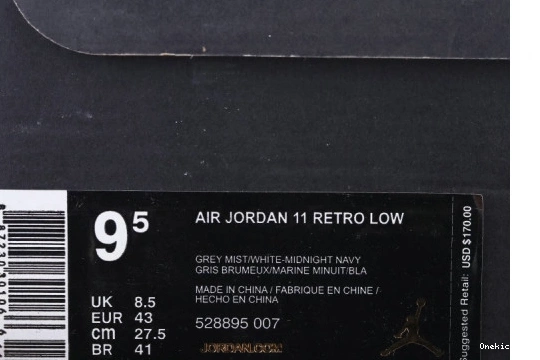 9⁵
AIR JORDAN 11 RETRO LOW
GREY MIST/WHITE-MIDNIGHT NAVY
GRIS BRUMEUX/MARINE MINUIT/BLA
MADE IN CHINA / FABRIQUE EN CHINE /
HECHO EN CHINA
UK 8.5
EUR 43
cm 27.5
BR 41
528895 007
JORDAN.COM
Suggested Retail: USD $170.00
Onekic